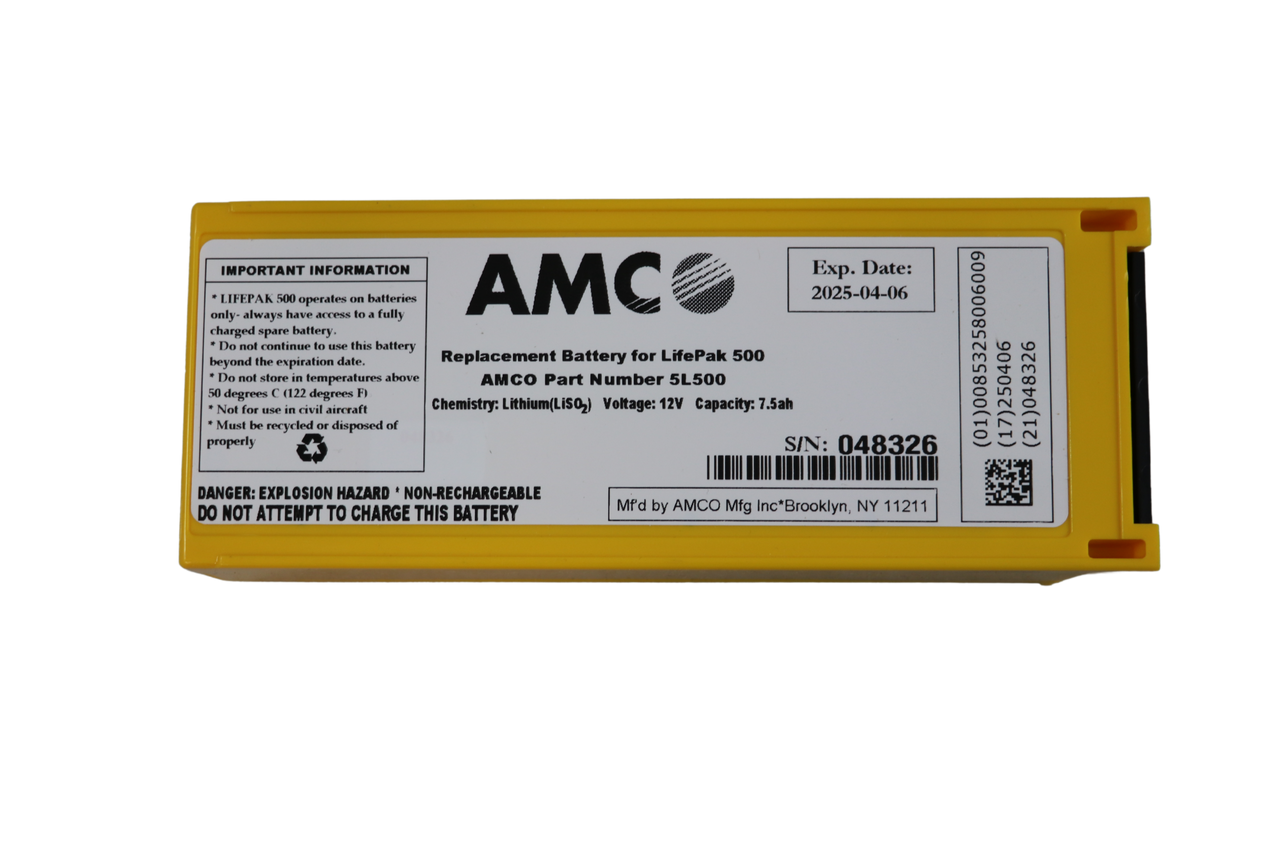 IMPORTANT INFORMATION
* LIFEPAK 500 operates on batteries
only- always have access to a fully
charged spare battery.
* Do not continue to use this battery
beyond the expiration date.
* Do not store in temperatures above
50 degrees C (122 degrees F)
* Not for use in civil aircraft
* Must be recycled or disposed of
properly
DANGER: EXPLOSION HAZARD * NON-RECHARGEABLE
DO NOT ATTEMPT TO CHARGE THIS BATTERY
AMCO
Replacement Battery for LifePak 500
AMCO Part Number 5L500
Chemistry: Lithium(LiSO₂) Voltage: 12V Capacity: 7.5ah
Exp. Date:
2025-04-06
S/N: 048326
Mf'd by AMCO Mfg Inc*Brooklyn, NY 11211
(01)00853258006009
(17)250406
(21)048326